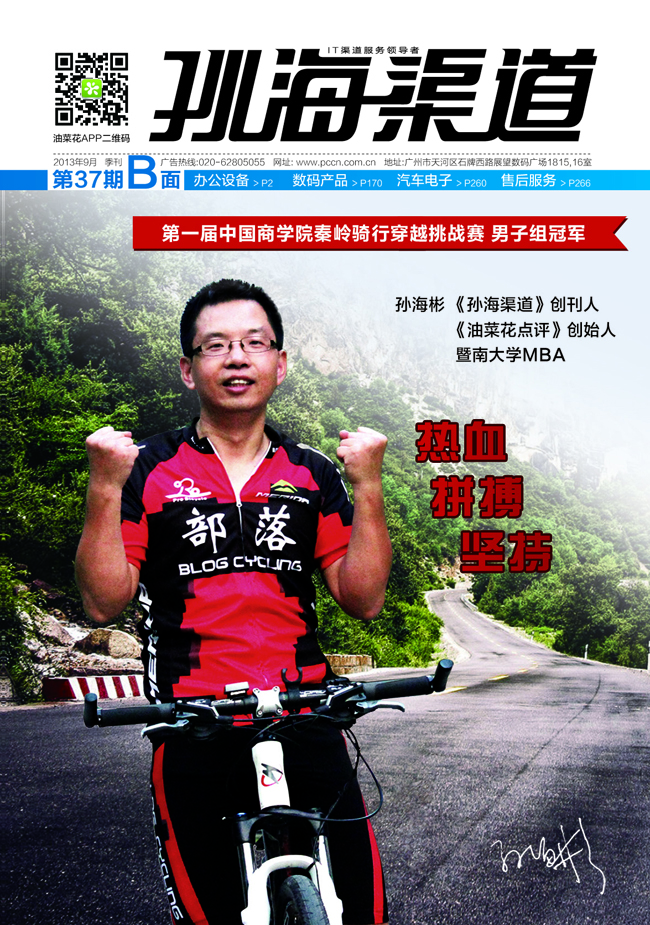 IT渠道服务领导者
孙海渠道
油菜花APP二维码
2013年9月 季刊 广告热线:020-62805055 网址: www.pccn.com.cn 地址:广州市天河区石牌西路展望数码广场1815,16室
第37期 B面 办公设备 > P2 数码产品 > P170 汽车电子 > P260 售后服务 > P266
第一届中国商学院秦岭骑行穿越挑战赛 男子组冠军
孙海彬 《孙海渠道》创刊人
《油菜花点评》创始人
暨南大学MBA
热血
拼搏
坚持
Pro Bicycle MERIDA
部落
BLOG CYCLING
CYCLING
孙海彬